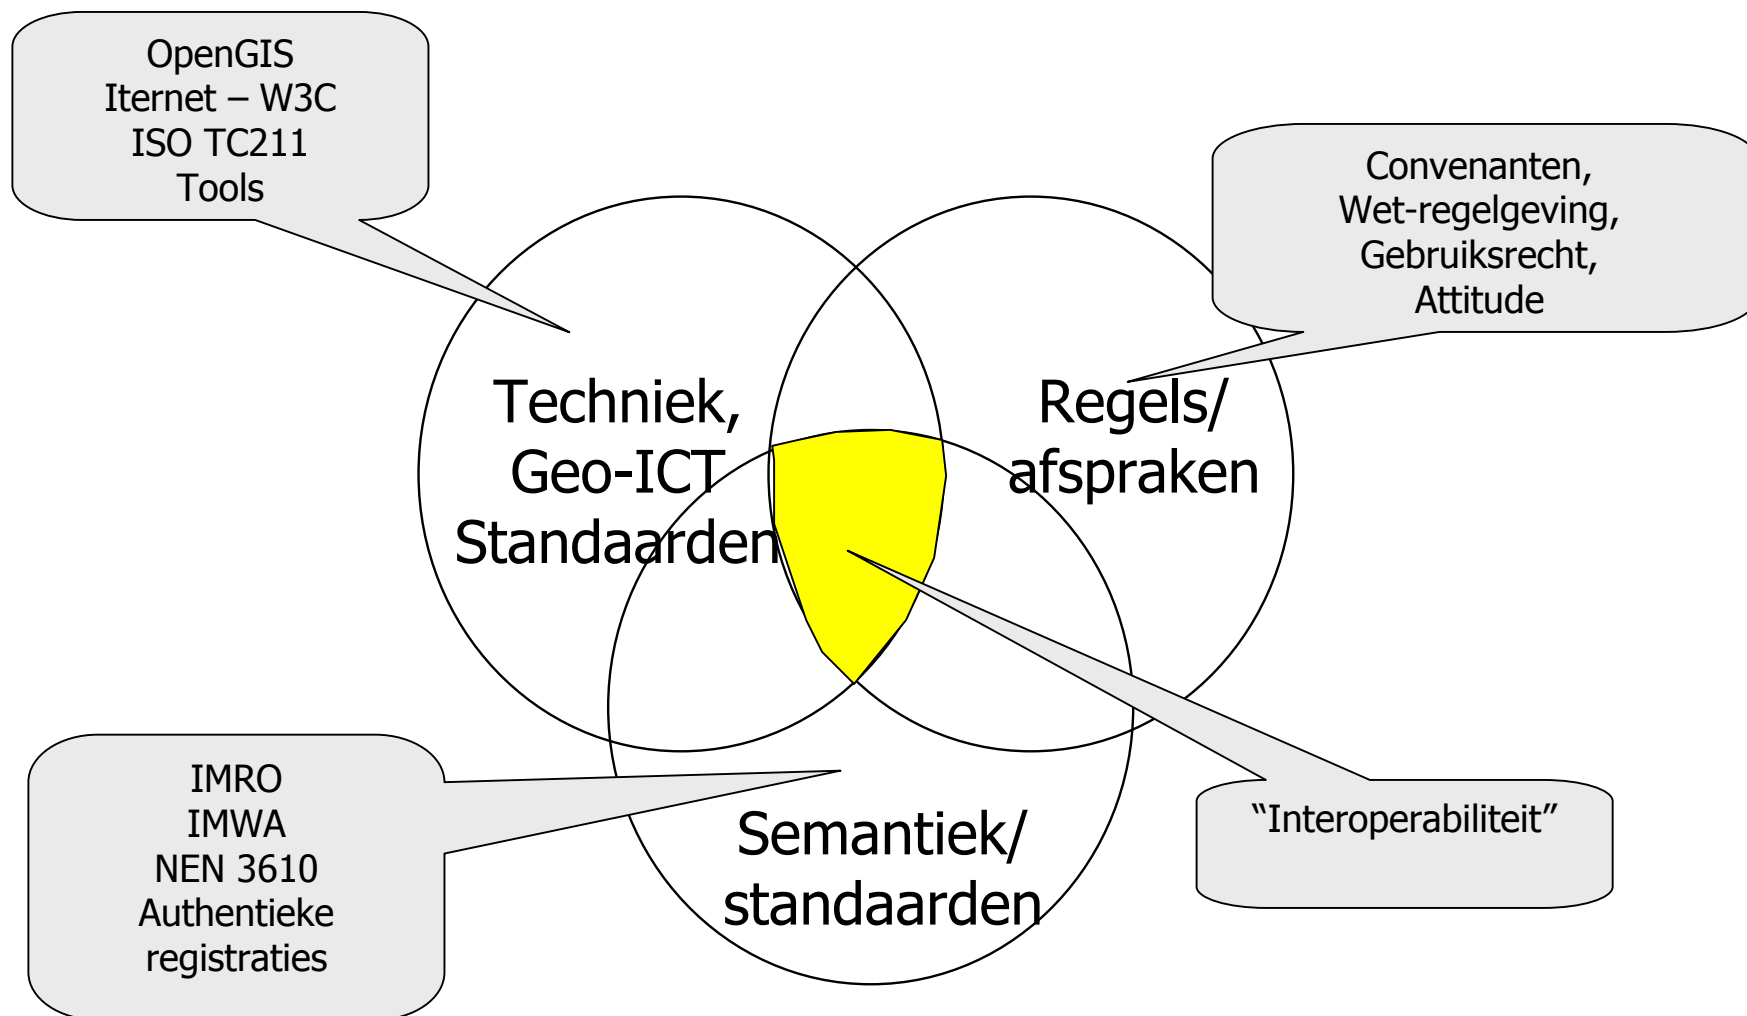 OpenGIS
Iternet – W3C
ISO TC211
Tools
Convenanten,
Wet-regelgeving,
Gebruiksrecht,
Attitude
Techniek,
Geo-ICT
Standaarden
Regels/
afspraken
IMRO
IMWA
NEN 3610
Authentieke
registraties
Semantiek/
standaarden
“Interoperabiliteit”